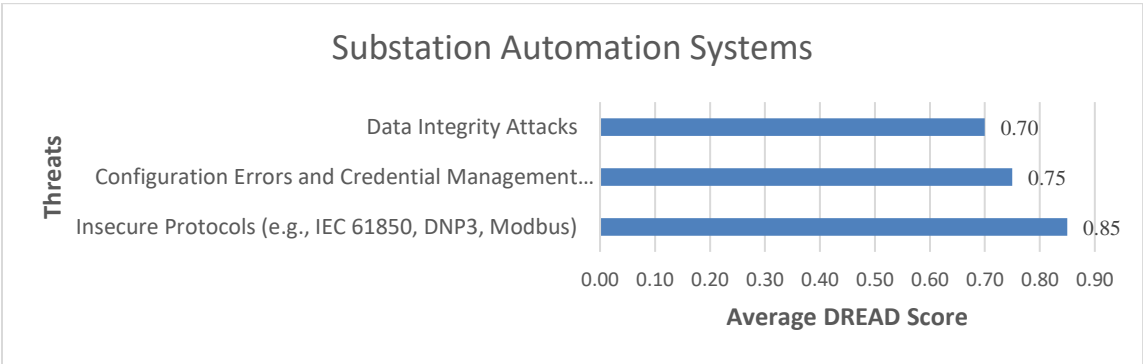 Substation Automation Systems
Threats
Data Integrity Attacks
0.70
Configuration Errors and Credential Management...
0.75
Insecure Protocols (e.g., IEC 61850, DNP3, Modbus)
0.85
0.00 0.10 0.20 0.30 0.40 0.50 0.60 0.70 0.80 0.90
Average DREAD Score